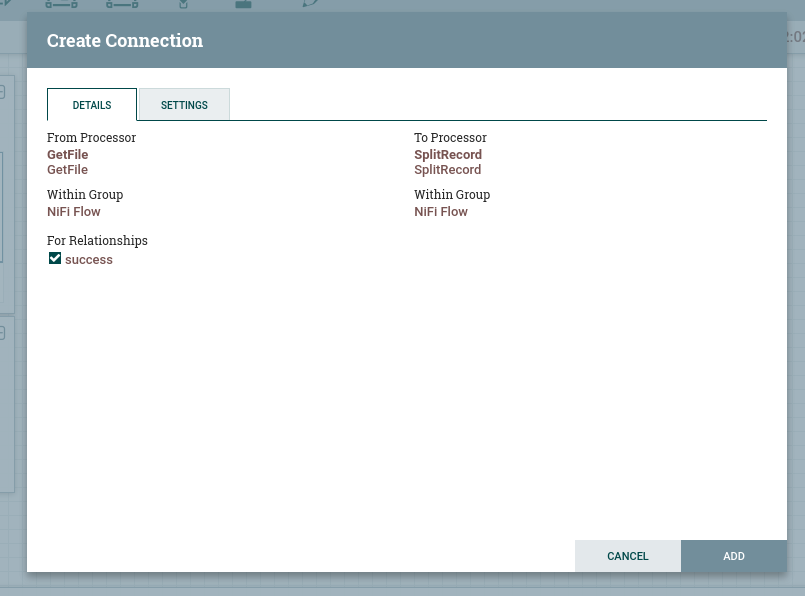 Create Connection
DETAILS
SETTINGS
From Processor
GetFile
GetFile
Within Group
NiFi Flow
For Relationships
success
To Processor
SplitRecord
SplitRecord
Within Group
NiFi Flow
CANCEL
ADD